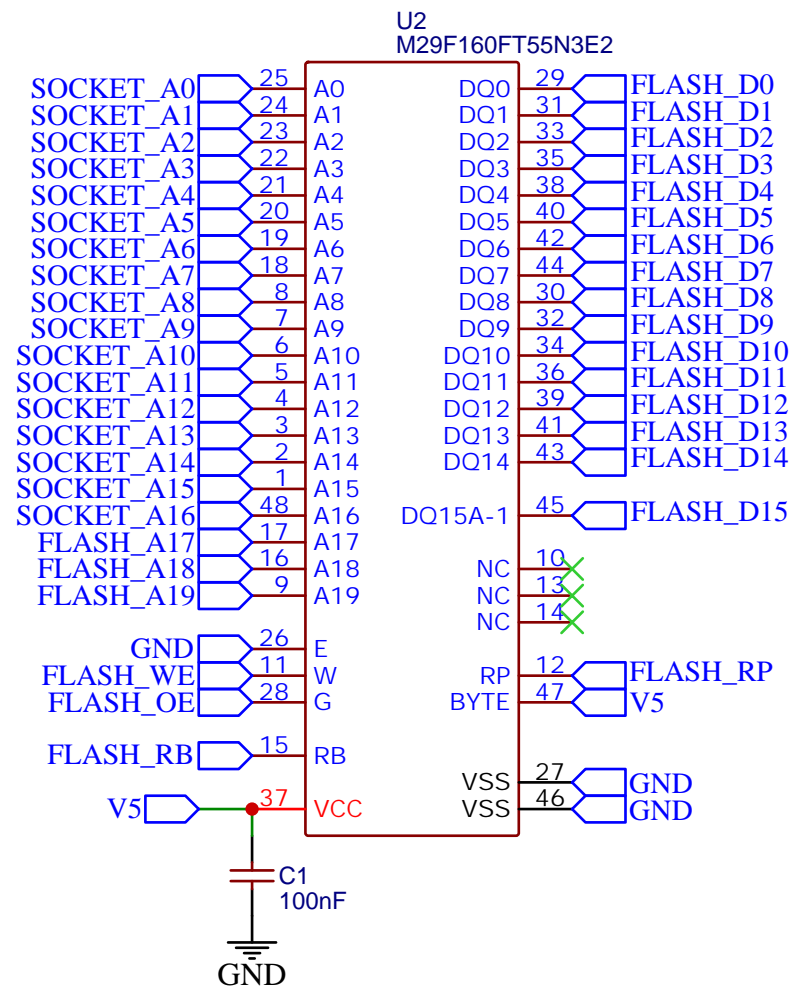 U2
M29F160FT55N3E2
SOCKET_A0 25 A0 DQ0 29 FLASH_D0
SOCKET_A1 24 A1 DQ1 31 FLASH_D1
SOCKET_A2 23 A2 DQ2 33 FLASH_D2
SOCKET_A3 22 A3 DQ3 35 FLASH_D3
SOCKET_A4 21 A4 DQ4 38 FLASH_D4
SOCKET_A5 20 A5 DQ5 40 FLASH_D5
SOCKET_A6 19 A6 DQ6 42 FLASH_D6
SOCKET_A7 18 A7 DQ7 44 FLASH_D7
SOCKET_A8 8 A8 DQ8 30 FLASH_D8
SOCKET_A9 7 A9 DQ9 32 FLASH_D9
SOCKET_A10 6 A10 DQ10 34 FLASH_D10
SOCKET_A11 5 A11 DQ11 36 FLASH_D11
SOCKET_A12 4 A12 DQ12 39 FLASH_D12
SOCKET_A13 3 A13 DQ13 41 FLASH_D13
SOCKET_A14 2 A14 DQ14 43 FLASH_D14
SOCKET_A15 1 A15
SOCKET_A16 48 A16 DQ15A-1 45 FLASH_D15
FLASH_A17 17 A17
FLASH_A18 16 A18 NC 10
FLASH_A19 9 A19 NC 13
NC 14
GND 26 E
FLASH_WE 11 W RP 12 FLASH_RP
FLASH_OE 28 G BYTE 47 V5
FLASH_RB 15 RB
VSS 27 GND
V5 37 VCC VSS 46 GND
C1
100nF
GND